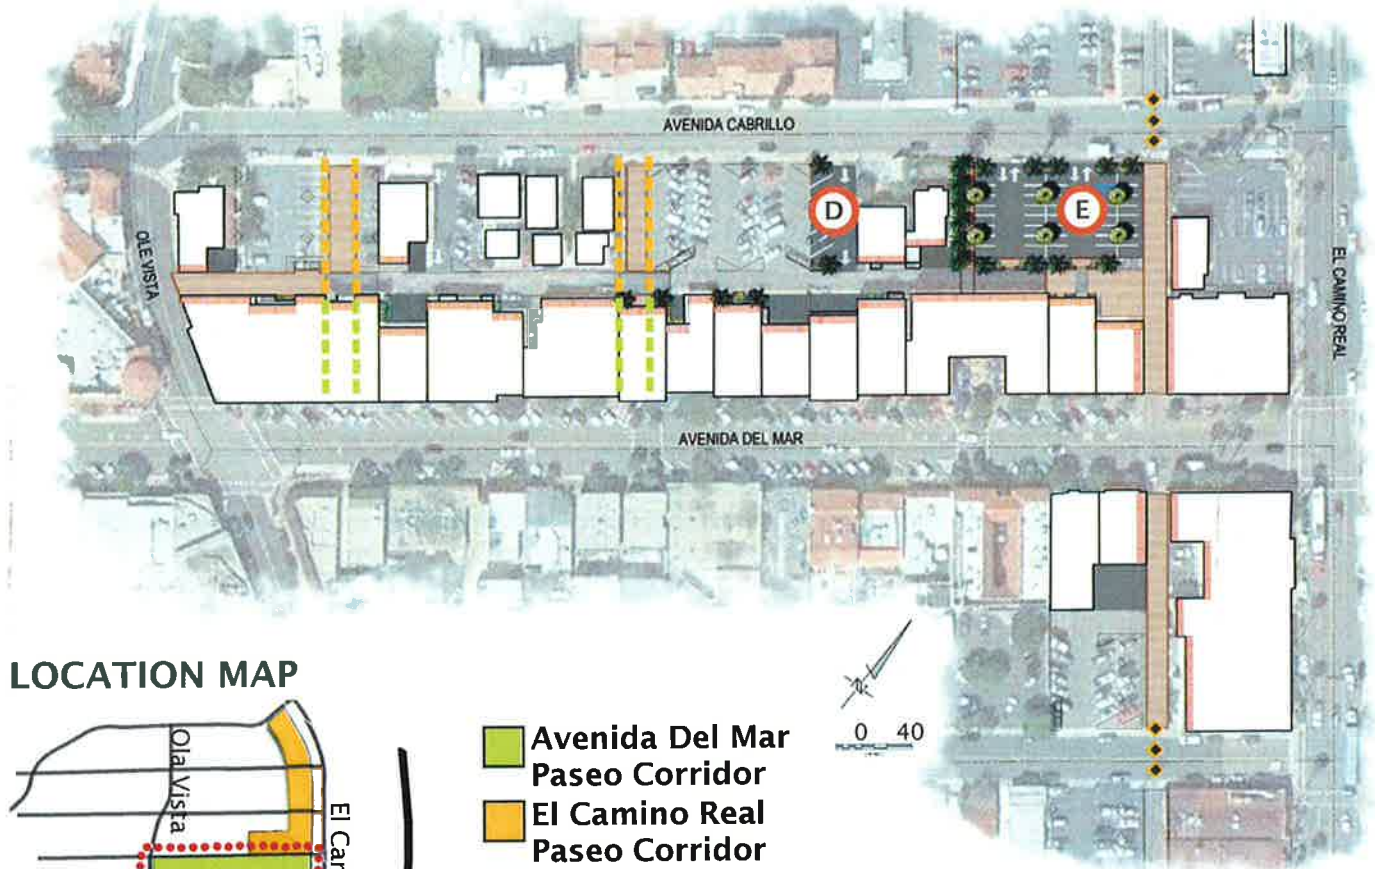 AVENIDA CABRILLO
D
E
OLE VISTA
EL CAMINO REAL
AVENIDA DEL MAR
LOCATION MAP
0 40
Ola Vista
El Car
Avenida Del Mar
Paseo Corridor
El Camino Real
Paseo Corridor